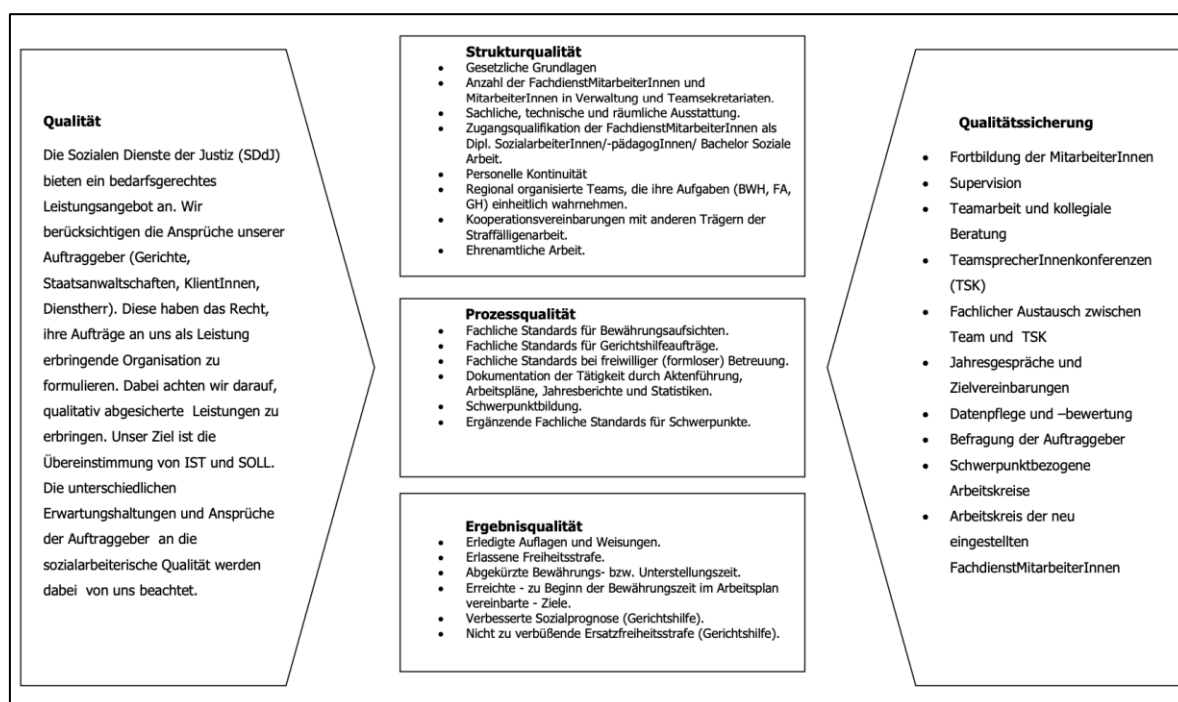 Qualität
Die Sozialen Dienste der Justiz (SDdJ)
bieten ein bedarfsgerechtes
Leistungsangebot an. Wir
berücksichtigen die Ansprüche unserer
Auftraggeber (Gerichte,
Staatsanwaltschaften, KlientInnen,
Dienstherr). Diese haben das Recht,
ihre Aufträge an uns als Leistung
erbringende Organisation zu
formulieren. Dabei achten wir darauf,
qualitativ abgesicherte Leistungen zu
erbringen. Unser Ziel ist die
Übereinstimmung von IST und SOLL.
Die unterschiedlichen
Erwartungshaltungen und Ansprüche
der Auftraggeber an die
sozialarbeiterische Qualität werden
dabei von uns beachtet.
Strukturqualität
• Gesetzliche Grundlagen
• Anzahl der FachdienstMitarbeiterInnen und
MitarbeiterInnen in Verwaltung und Teamsekretariaten.
• Sachliche, technische und räumliche Ausstattung.
• Zugangsqualifikation der FachdienstMitarbeiterInnen als
Dipl. SozialarbeiterInnen/-pädagogInnen/ Bachelor Soziale
Arbeit.
• Personelle Kontinuität
• Regional organisierte Teams, die ihre Aufgaben (BWH, FA,
GH) einheitlich wahrnehmen.
• Kooperationsvereinbarungen mit anderen Trägern der
Straffälligenarbeit.
• Ehrenamtliche Arbeit.
Prozessqualität
• Fachliche Standards für Bewährungsaufsichten.
• Fachliche Standards für Gerichtshilfeaufträge.
• Fachliche Standards bei freiwilliger (formloser) Betreuung.
• Dokumentation der Tätigkeit durch Aktenführung,
Arbeitspläne, Jahresberichte und Statistiken.
• Schwerpunktbildung.
• Ergänzende Fachliche Standards für Schwerpunkte.
Ergebnisqualität
• Erledigte Auflagen und Weisungen.
• Erlassene Freiheitsstrafe.
• Abgekürzte Bewährungs- bzw. Unterstellungszeit.
• Erreichte - zu Beginn der Bewährungszeit im Arbeitsplan
vereinbarte - Ziele.
• Verbesserte Sozialprognose (Gerichtshilfe).
• Nicht zu verbüßende Ersatzfreiheitsstrafe (Gerichtshilfe).
Qualitätssicherung
• Fortbildung der MitarbeiterInnen
• Supervision
• Teamarbeit und kollegiale
Beratung
• TeamsprecherInnenkonferenzen
(TSK)
• Fachlicher Austausch zwischen
Team und TSK
• Jahresgespräche und
Zielvereinbarungen
• Datenpflege und –bewertung
• Befragung der Auftraggeber
• Schwerpunktbezogene
Arbeitskreise
• Arbeitskreis der neu
eingestellten
FachdienstMitarbeiterInnen